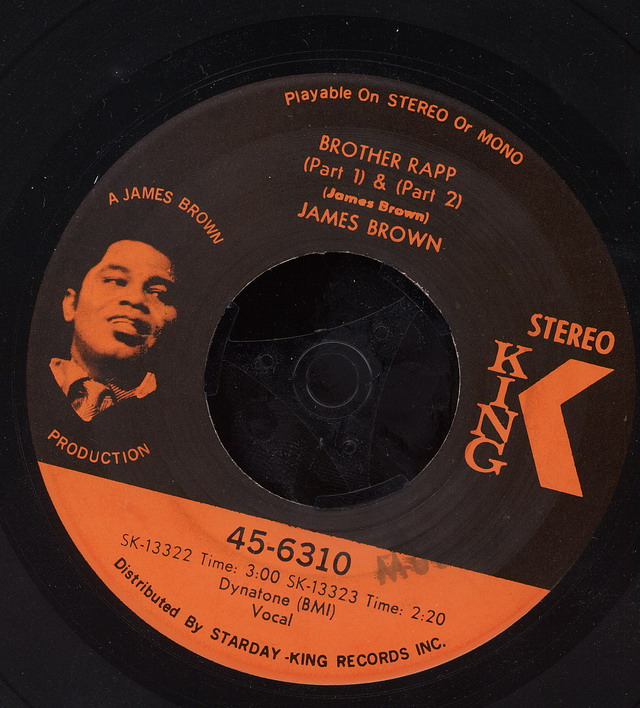 Playable On STEREO Or MONO
BROTHER RAPP
(Part 1) & (Part 2)
(James Brown)
JAMES BROWN
A JAMES BROWN
PRODUCTION
STEREO
KING
45-6310
SK-13322 Time: 3:00 SK-13323 Time: 2:20
Dynatone (BMI)
Vocal
Distributed By STARDAY-KING RECORDS INC.